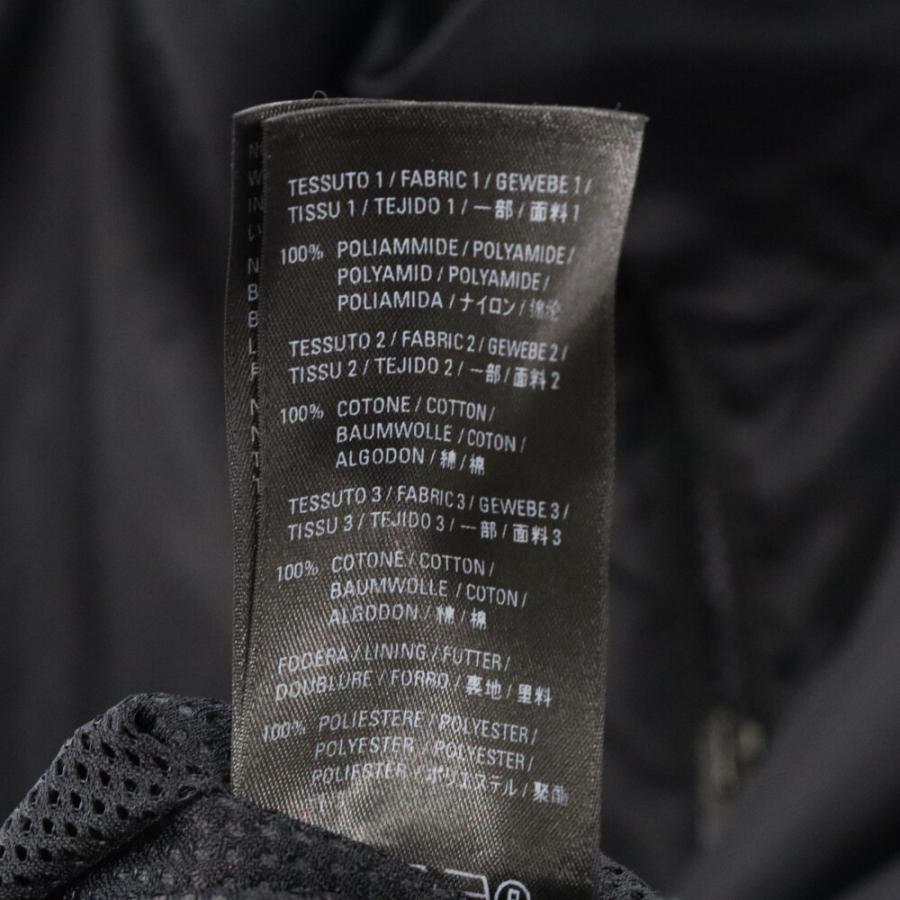 TESSUTO 1 / FABRIC 1 / GEWEBE 1 /
TISSU 1 / TEJIDO 1 / 一部 / 面料1
100% POLIAMMIDE / POLYAMIDE /
POLYAMID / POLYAMIDE /
POLIAMIDA / ナイロン / 锦纶
TESSUTO 2 / FABRIC 2 / GEWEBE 2 /
TISSU 2 / TEJIDO 2 / 一部 / 面料 2
100% COTONE / COTTON /
BAUMWOLLE / COTON /
ALGODON / 綿 / 棉
TESSUTO 3 / FABRIC 3 / GEWEBE 3 /
TISSU 3 / TEJIDO 3 / 一部 / 面料 3
100% COTONE / COTTON /
BAUMWOLLE / COTON /
ALGODON / 綿 / 棉
FODERA / LINING / FUTTER /
DOUBLURE / FORRO / 裏地 / 里料
100% POLIESTERE / POLYESTER /
POLYESTER / POLYESTER /
POLIESTER / ポリエステル / 聚酯